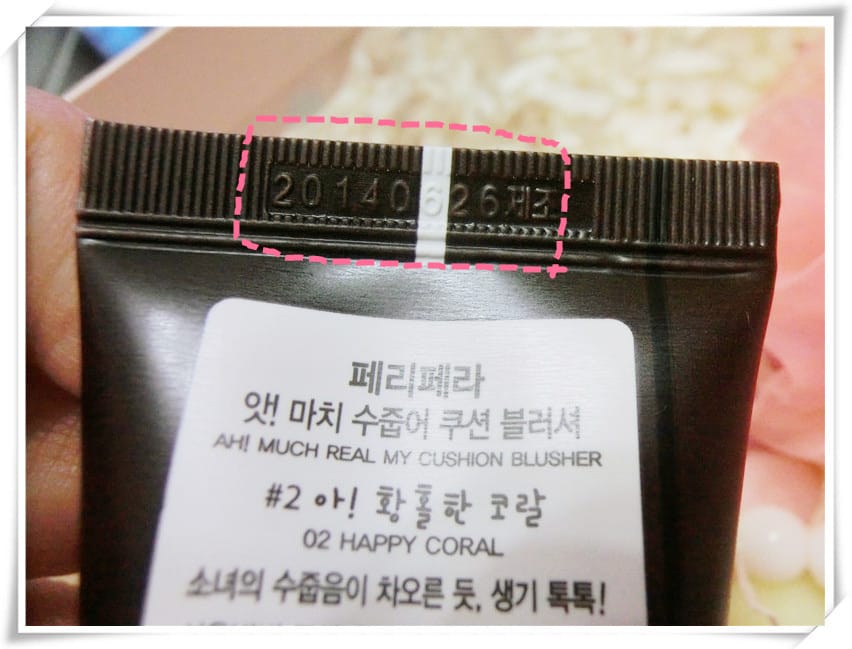 20140626제조
페리페라
앗! 마치 수줍어 쿠션 블러셔
AH! MUCH REAL MY CUSHION BLUSHER
#2 아! 황홀한 코랄
02 HAPPY CORAL
소녀의 수줍음이 차오른 듯, 생기 톡톡!